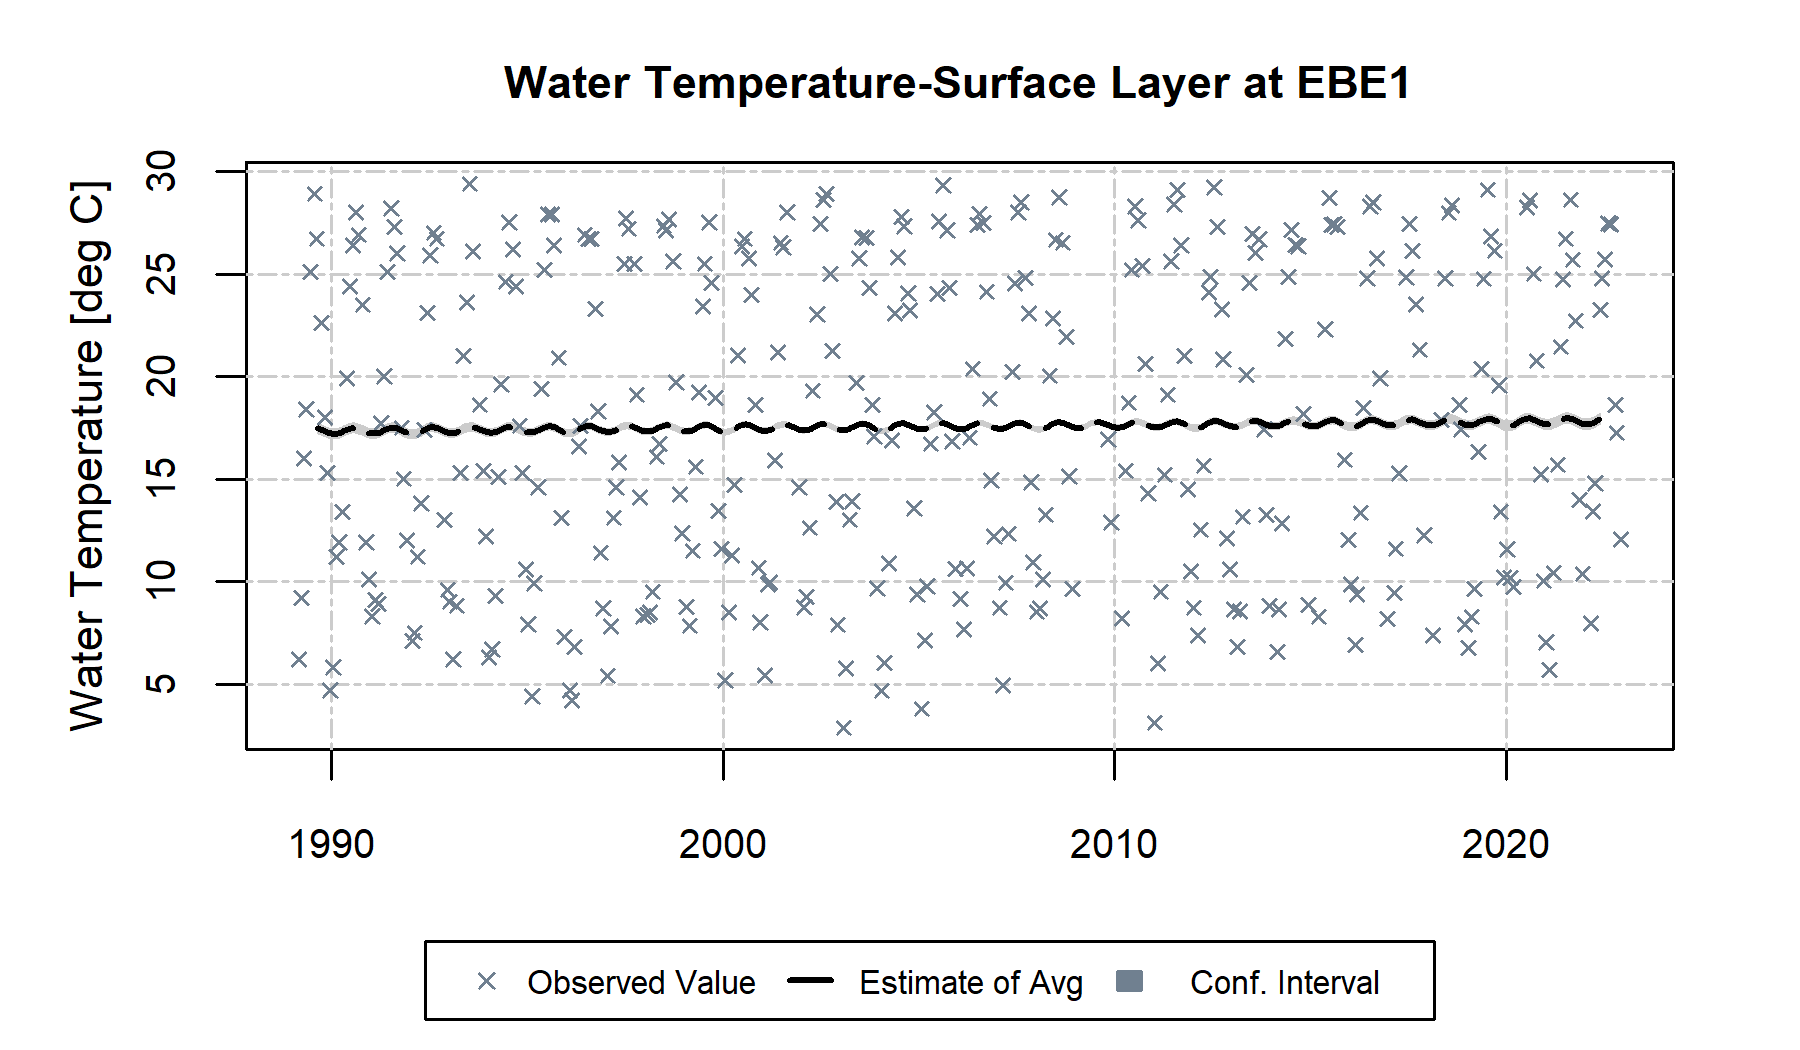 Water Temperature-Surface Layer at EBE1
Water Temperature [deg C]
30
25
20
15
10
5
1990 2000 2010 2020
Observed Value Estimate of Avg Conf. Interval